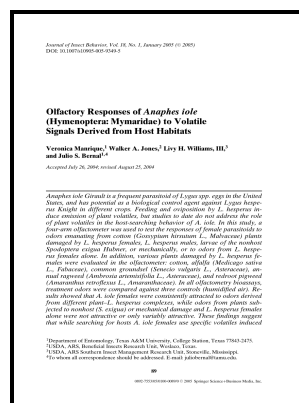 Journal of Insect Behavior, Vol. 18, No. 1, January 2005 (© 2005)
DOI: 10.1007/s10905-005-9349-5
Olfactory Responses of Anaphes iole
(Hymenoptera: Mymaridae) to Volatile
Signals Derived from Host Habitats
Veronica Manrique,¹ Walker A. Jones,² Livy H. Williams, III,³
and Julio S. Bernal¹,⁴
Accepted July 26, 2004; revised August 25, 2004
Anaphes iole Girault is a frequent parasitoid of Lygus spp. eggs in the United
States, and has potential as a biological control agent against Lygus hespe-
rus Knight in different crops. Feeding and oviposition by L. hesperus in-
duce emission of plant volatiles, but studies to date do not address the role
of plant volatiles in the host-searching behavior of A. iole. In this study, a
four-arm olfactometer was used to test the responses of female parasitoids to
odors emanating from cotton (Gossypium hirsutum L., Malvaceae) plants
damaged by L. hesperus females, L. hesperus males, larvae of the nonhost
Spodoptera exigua Hubner, or mechanically, or to odors from L. hespe-
rus females alone. In addition, various plants damaged by L. hesperus fe-
males were evaluated in the olfactometer: cotton, alfalfa (Medicago sativa
L., Fabaceae), common groundsel (Senecio vulgaris L., Asteraceae), an-
nual ragweed (Ambrosia artemisiifolia L., Asteraceae), and redroot pigweed
(Amaranthus retroflexus L., Amaranthaceae). In all olfactometry bioassays,
treatment odors were compared against three controls (humidified air). Re-
sults showed that A. iole females were consistently attracted to odors derived
from different plant–L. hesperus complexes, while odors from plants sub-
jected to nonhost (S. exigua) or mechanical damage and L. hesperus females
alone were not attractive or only variably attractive. These findings suggest
that while searching for hosts A. iole females use specific volatiles induced
¹Department of Entomology, Texas A&M University, College Station, Texas 77843-2475.
²USDA, ARS, Beneficial Insects Research Unit, Weslaco, Texas.
³USDA, ARS Southern Insect Management Research Unit, Stoneville, Mississippi.
⁴To whom all correspondence should be addressed. E-mail: juliobernal@tamu.edu
89
0892-7553/05/0100-0089/0 © 2005 Springer Science+Business Media, Inc.